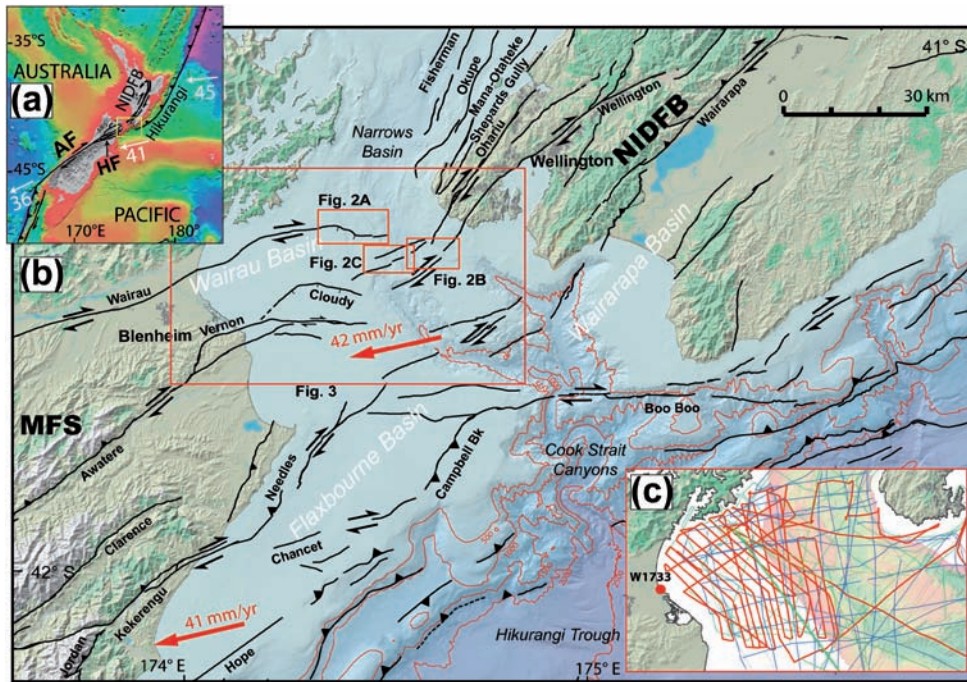 -35°S
AUSTRALIA
(a)
NIDFB
Hikurangi
45
AF
HF
41
-45°S
36
PACIFIC
170°E
180°
(b)
41° S
0 30 km
Fisherman
Okupe
Mana-Otaheke
Shepards Gully
Ohariu
Narrows
Basin
Wellington
Wairarapa
NIDFB
Wellington
Fig. 2A
Wairau Basin
Fig. 2C
Fig. 2B
Wairau
Cloudy
Vernon
Blenheim
Wairarapa Basin
42 mm/yr
Fig. 3
MFS
Boo Boo
Awatere
Needles
Flaxbourne Basin
Campbell Bk
Cook Strait
Canyons
Clarence
Chancet
42° S
Kekerengu
Jordan
41 mm/yr
Hope
174° E
Hikurangi Trough
175° E
(c)
W1733